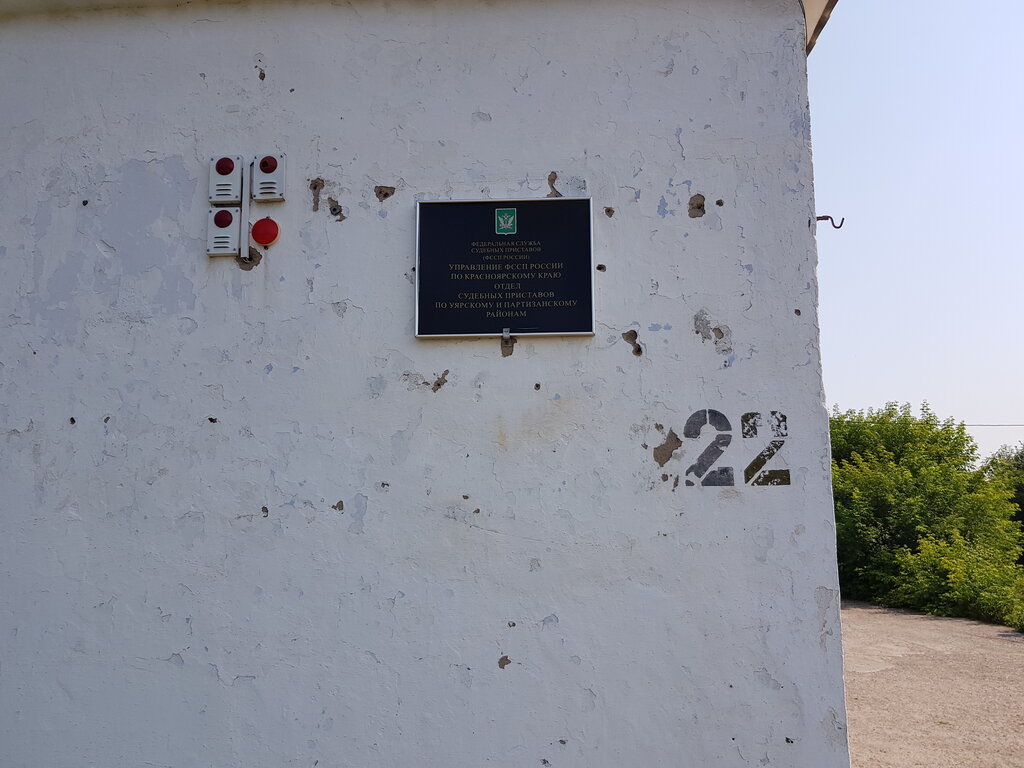 ФЕДЕРАЛЬНАЯ СЛУЖБА
СУДЕБНЫХ ПРИСТАВОВ
(ФССП РОССИИ)
УПРАВЛЕНИЕ ФССП РОССИИ
ПО КРАСНОЯРСКОМУ КРАЮ
ОТДЕЛ
СУДЕБНЫХ ПРИСТАВОВ
ПО УЯРСКОМУ И ПАРТИЗАНСКОМУ
РАЙОНАМ
22